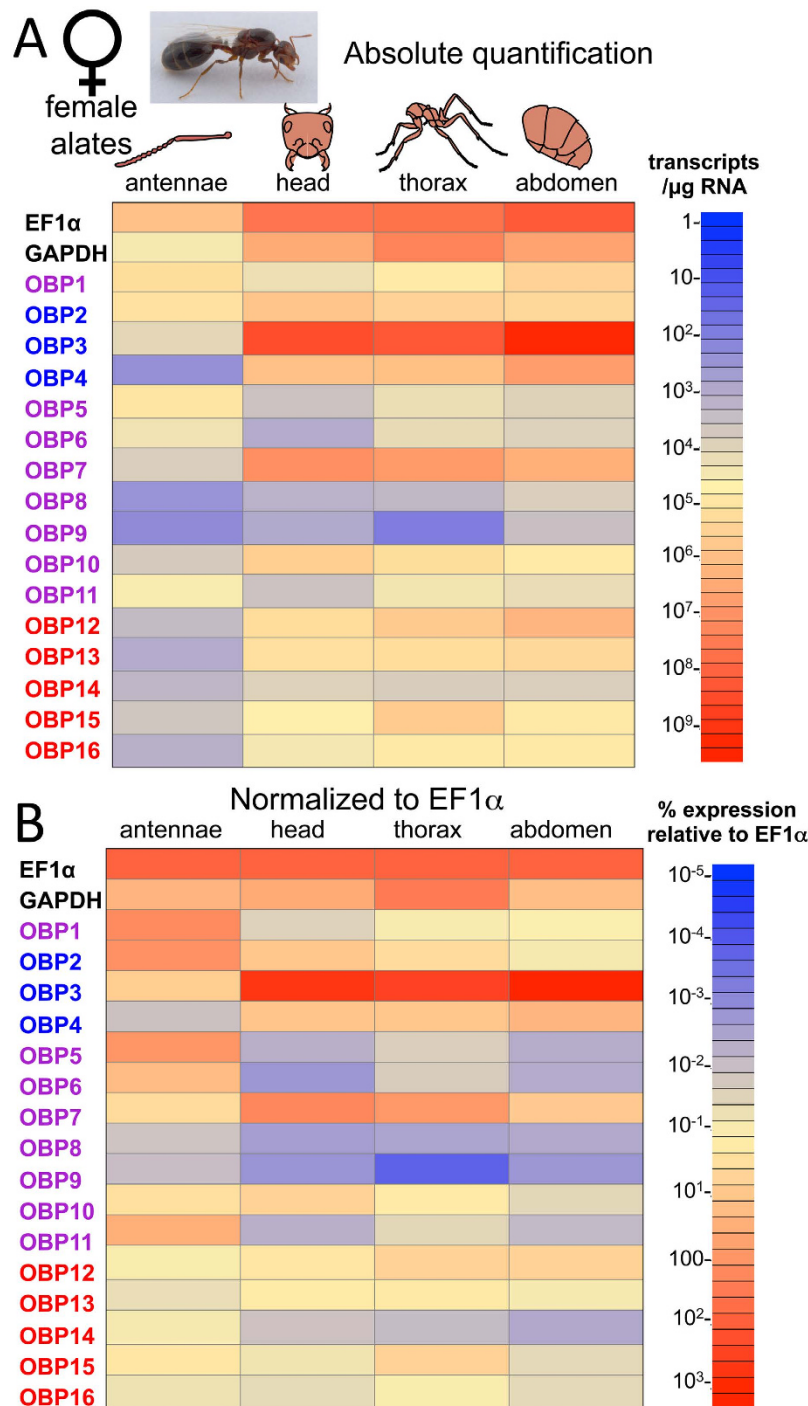 A
♀
Absolute quantification
female
alates
antennae head thorax abdomen
transcripts
/µg RNA
EF1α
GAPDH
OBP1
OBP2
OBP3
OBP4
OBP5
OBP6
OBP7
OBP8
OBP9
OBP10
OBP11
OBP12
OBP13
OBP14
OBP15
OBP16
1
10
10²
10³
10⁴
10⁵
10⁶
10⁷
10⁸
10⁹
B
Normalized to EF1α
antennae head thorax abdomen
% expression
relative to EF1α
EF1α
GAPDH
OBP1
OBP2
OBP3
OBP4
OBP5
OBP6
OBP7
OBP8
OBP9
OBP10
OBP11
OBP12
OBP13
OBP14
OBP15
OBP16
10⁻⁵
10⁻⁴
10⁻³
10⁻²
10⁻¹
10¹
100
10²
10³